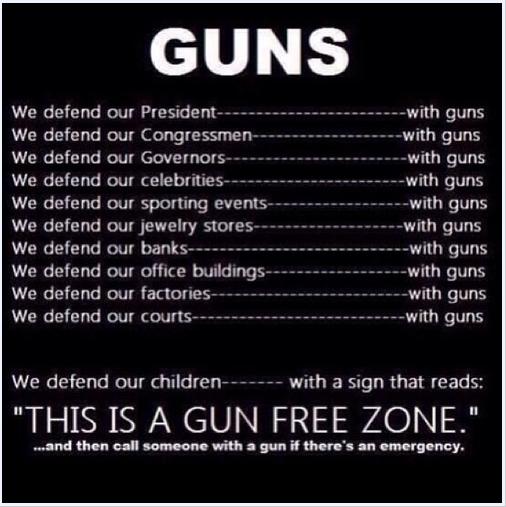 GUNS
We defend our President------------------------with guns
We defend our Congressmen-------------------with guns
We defend our Governors-----------------------with guns
We defend our celebrities-----------------------with guns
We defend our sporting events------------------with guns
We defend our jewelry stores-------------------with guns
We defend our banks----------------------------with guns
We defend our office buildings------------------with guns
We defend our factories-------------------------with guns
We defend our courts---------------------------with guns
We defend our children------- with a sign that reads:
"THIS IS A GUN FREE ZONE."
...and then call someone with a gun if there's an emergency.